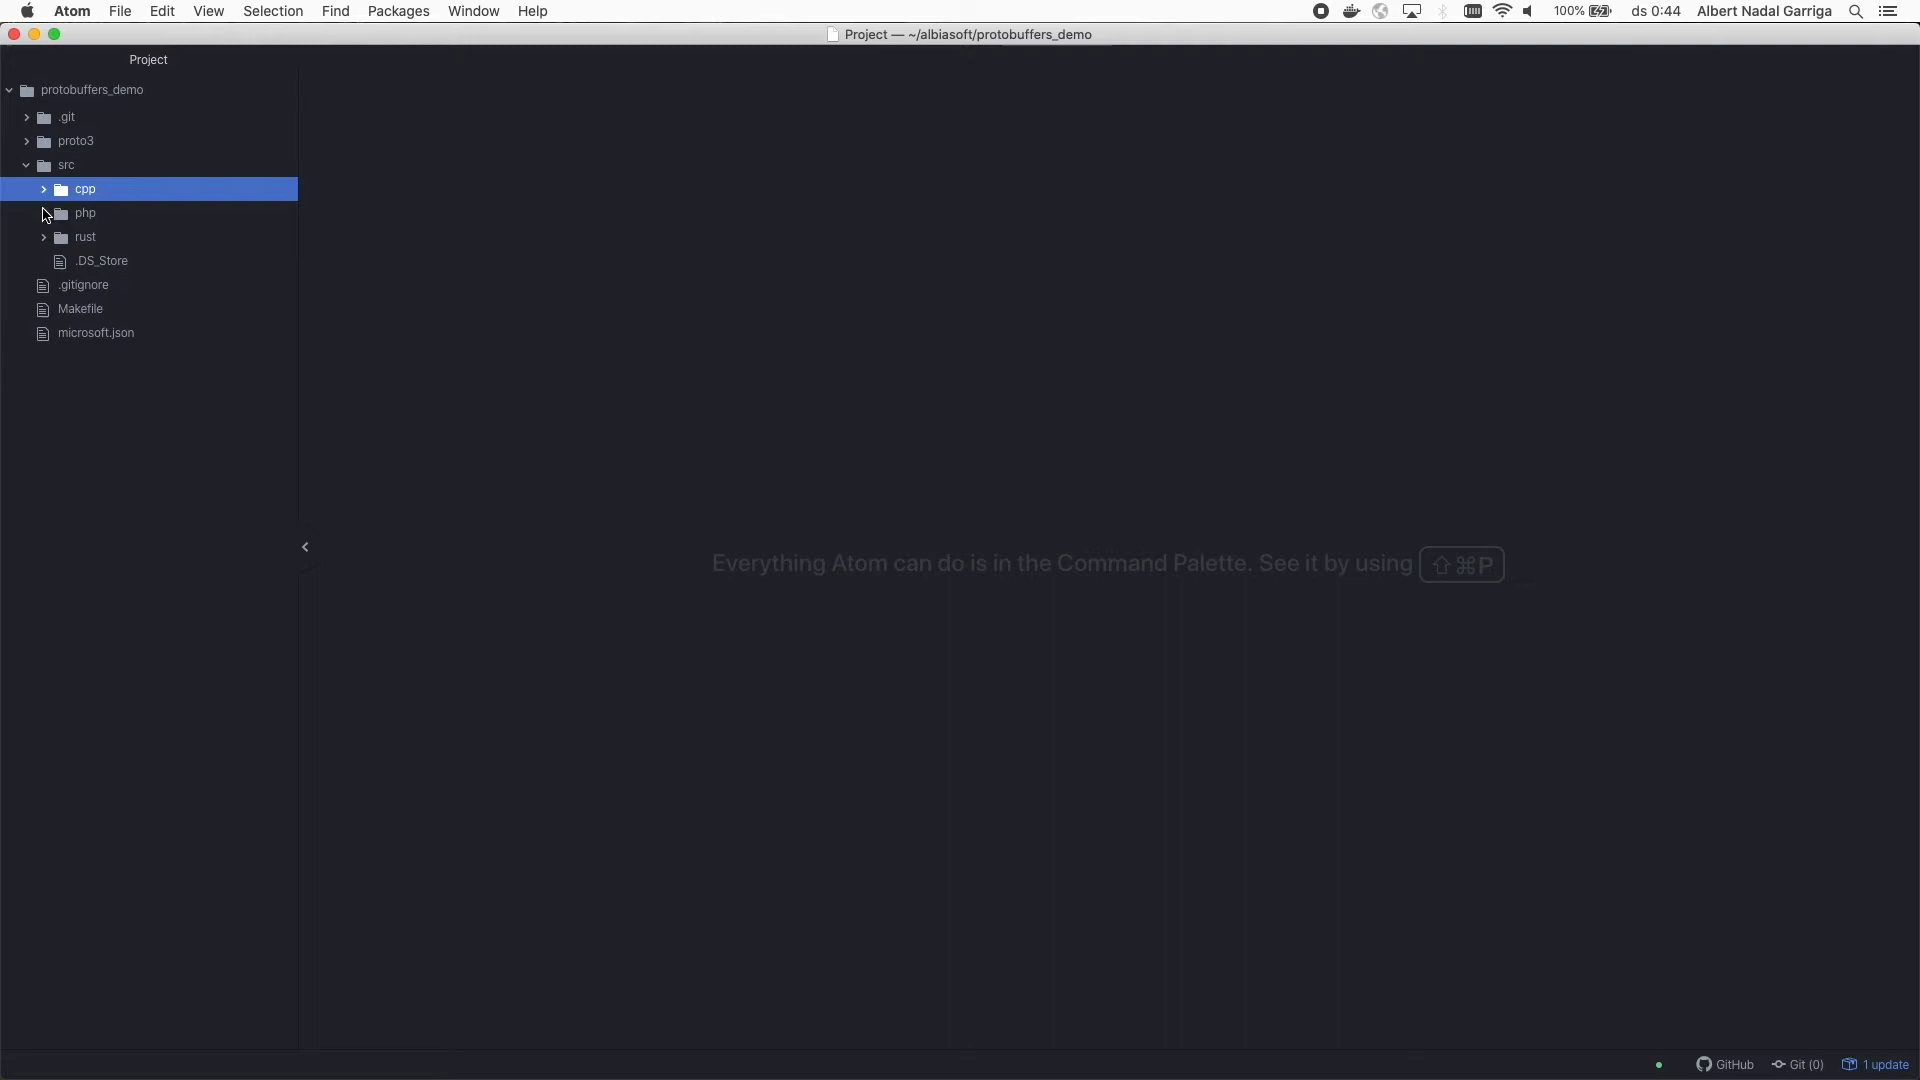 Atom File Edit View Selection Find Packages Window Help 100% ds 0:44 Albert Nadal Garriga
Project — ~/albiasoft/protobuffers_demo
Project
protobuffers_demo
.git
proto3
src
cpp
php
rust
.DS_Store
.gitignore
Makefile
microsoft.json
Everything Atom can do is in the Command Palette. See it by using ⇧⌘P
GitHub Git (0) 1 update